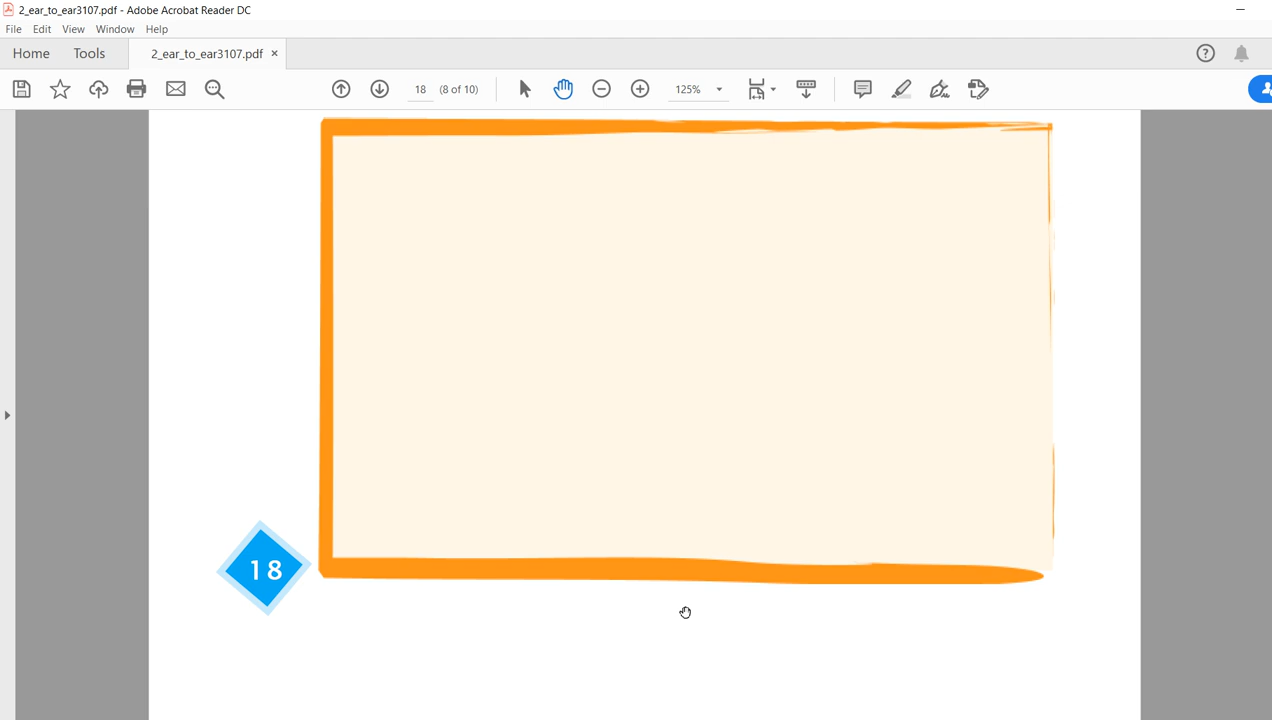 2_ear_to_ear3107.pdf - Adobe Acrobat Reader DC
File Edit View Window Help
Home Tools 2_ear_to_ear3107.pdf ×
18 (8 of 10) 125%
18